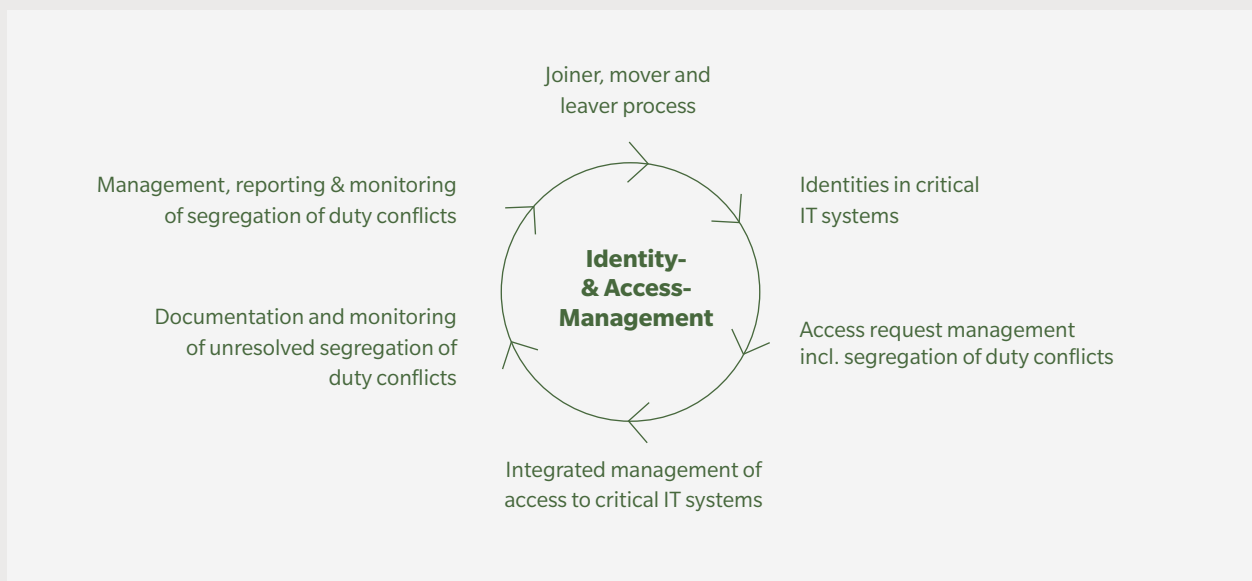 Joiner, mover and
leaver process
Identities in critical
IT systems
Access request management
incl. segregation of duty conflicts
Integrated management of
access to critical IT systems
Documentation and monitoring
of unresolved segregation of
duty conflicts
Management, reporting & monitoring
of segregation of duty conflicts
Identity-
& Access-
Management